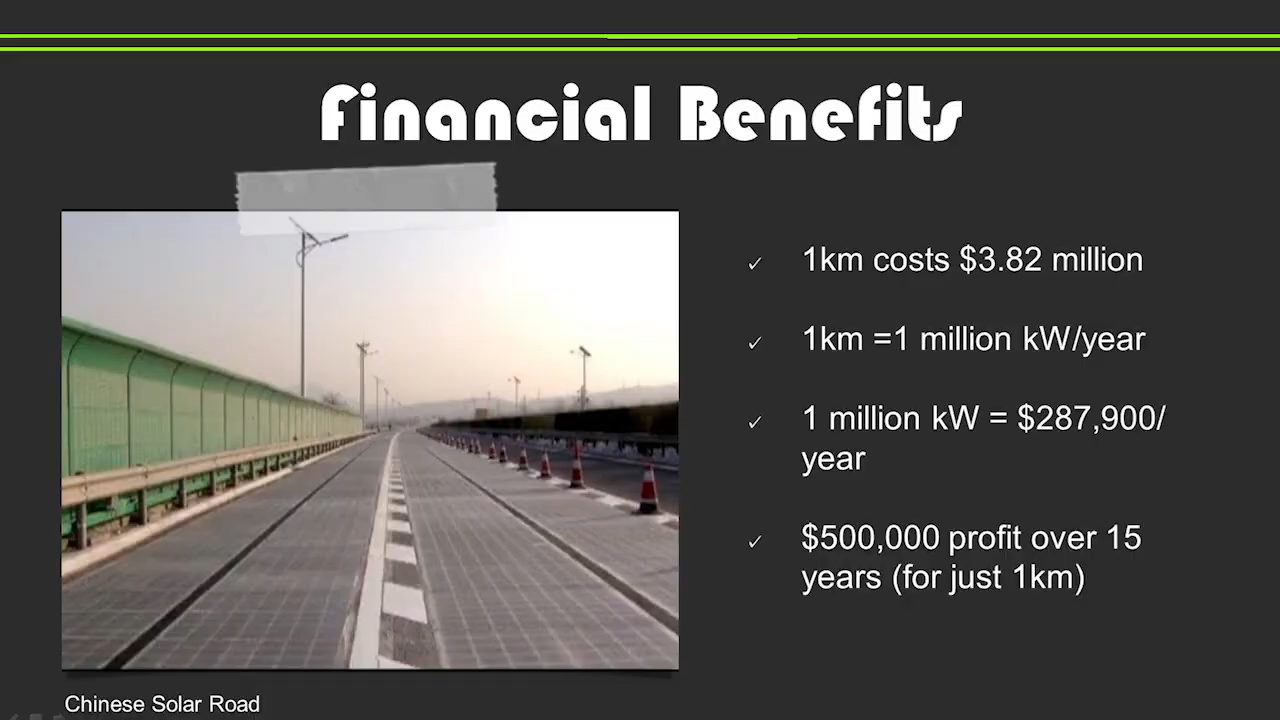 Financial Benefits
✓ 1km costs $3.82 million
✓ 1km =1 million kW/year
✓ 1 million kW = $287,900/
year
✓ $500,000 profit over 15
years (for just 1km)
Chinese Solar Road